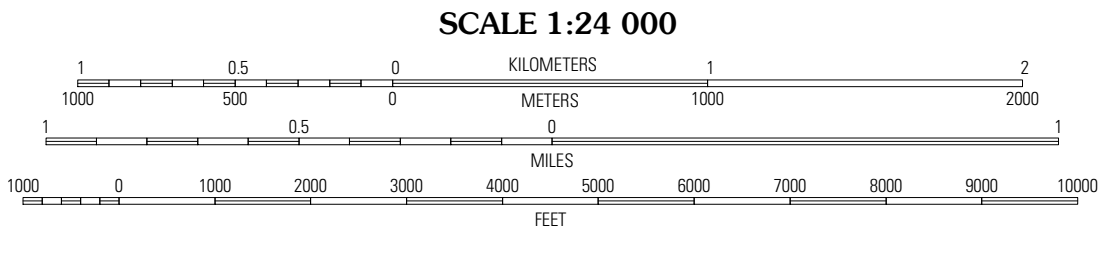 SCALE 1:24 000
1 0.5 0 KILOMETERS 1 2
1000 500 0 METERS 1000 2000
1 0.5 0 1
MILES
1000 0 1000 2000 3000 4000 5000 6000 7000 8000 9000 10000
FEET